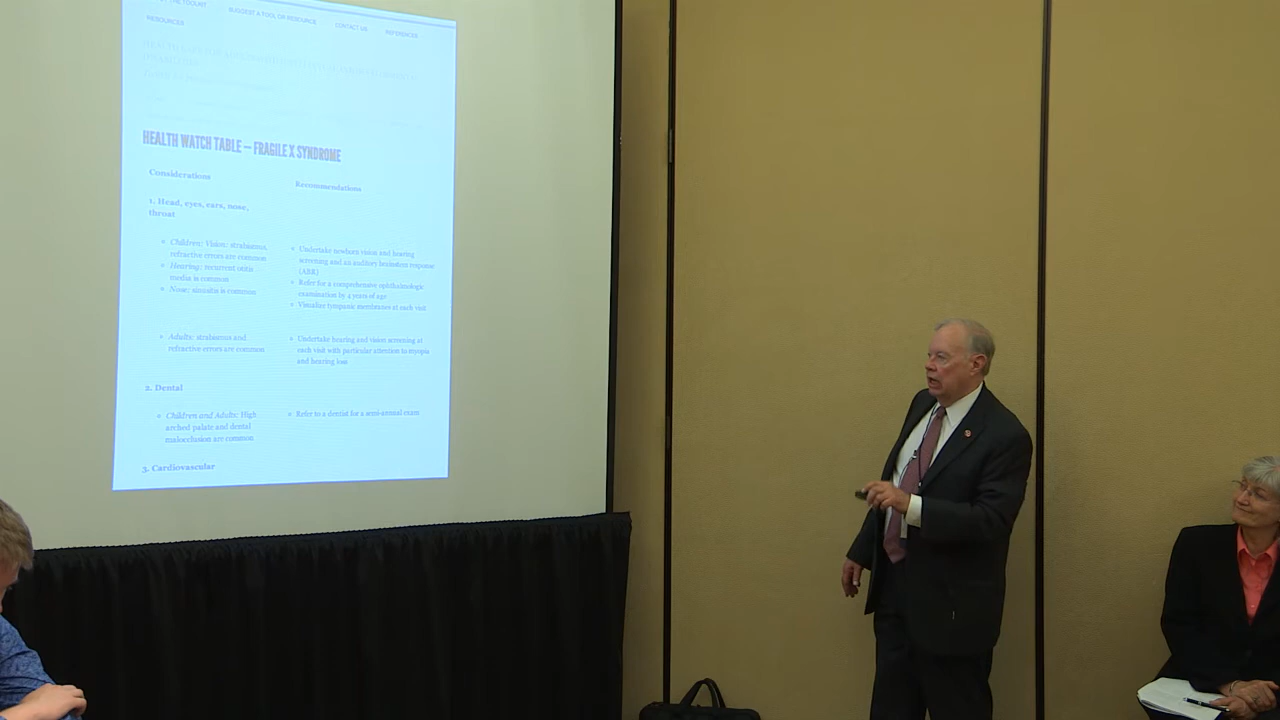 THE TOOLKIT
SUGGEST A TOOL OR RESOURCE
CONTACT US
REFERENCES
RESOURCES
HEALTH WATCH TABLE — FRAGILE X SYNDROME
Considerations
Recommendations
1. Head, eyes, ears, nose,
throat
Children: Vision: strabismus,
refractive errors are common
Hearing: recurrent otitis
media is common
Nose: sinusitis is common
Undertake newborn vision and hearing
screening and an auditory brainstem response
(ABR)
Refer for a comprehensive ophthalmologic
examination by 4 years of age
Visualize tympanic membranes at each visit
Adults: strabismus and
refractive errors are common
Undertake hearing and vision screening at
each visit with particular attention to myopia
and hearing loss
2. Dental
Children and Adults: High
arched palate and dental
malocclusion are common
Refer to a dentist for a semi-annual exam
3. Cardiovascular